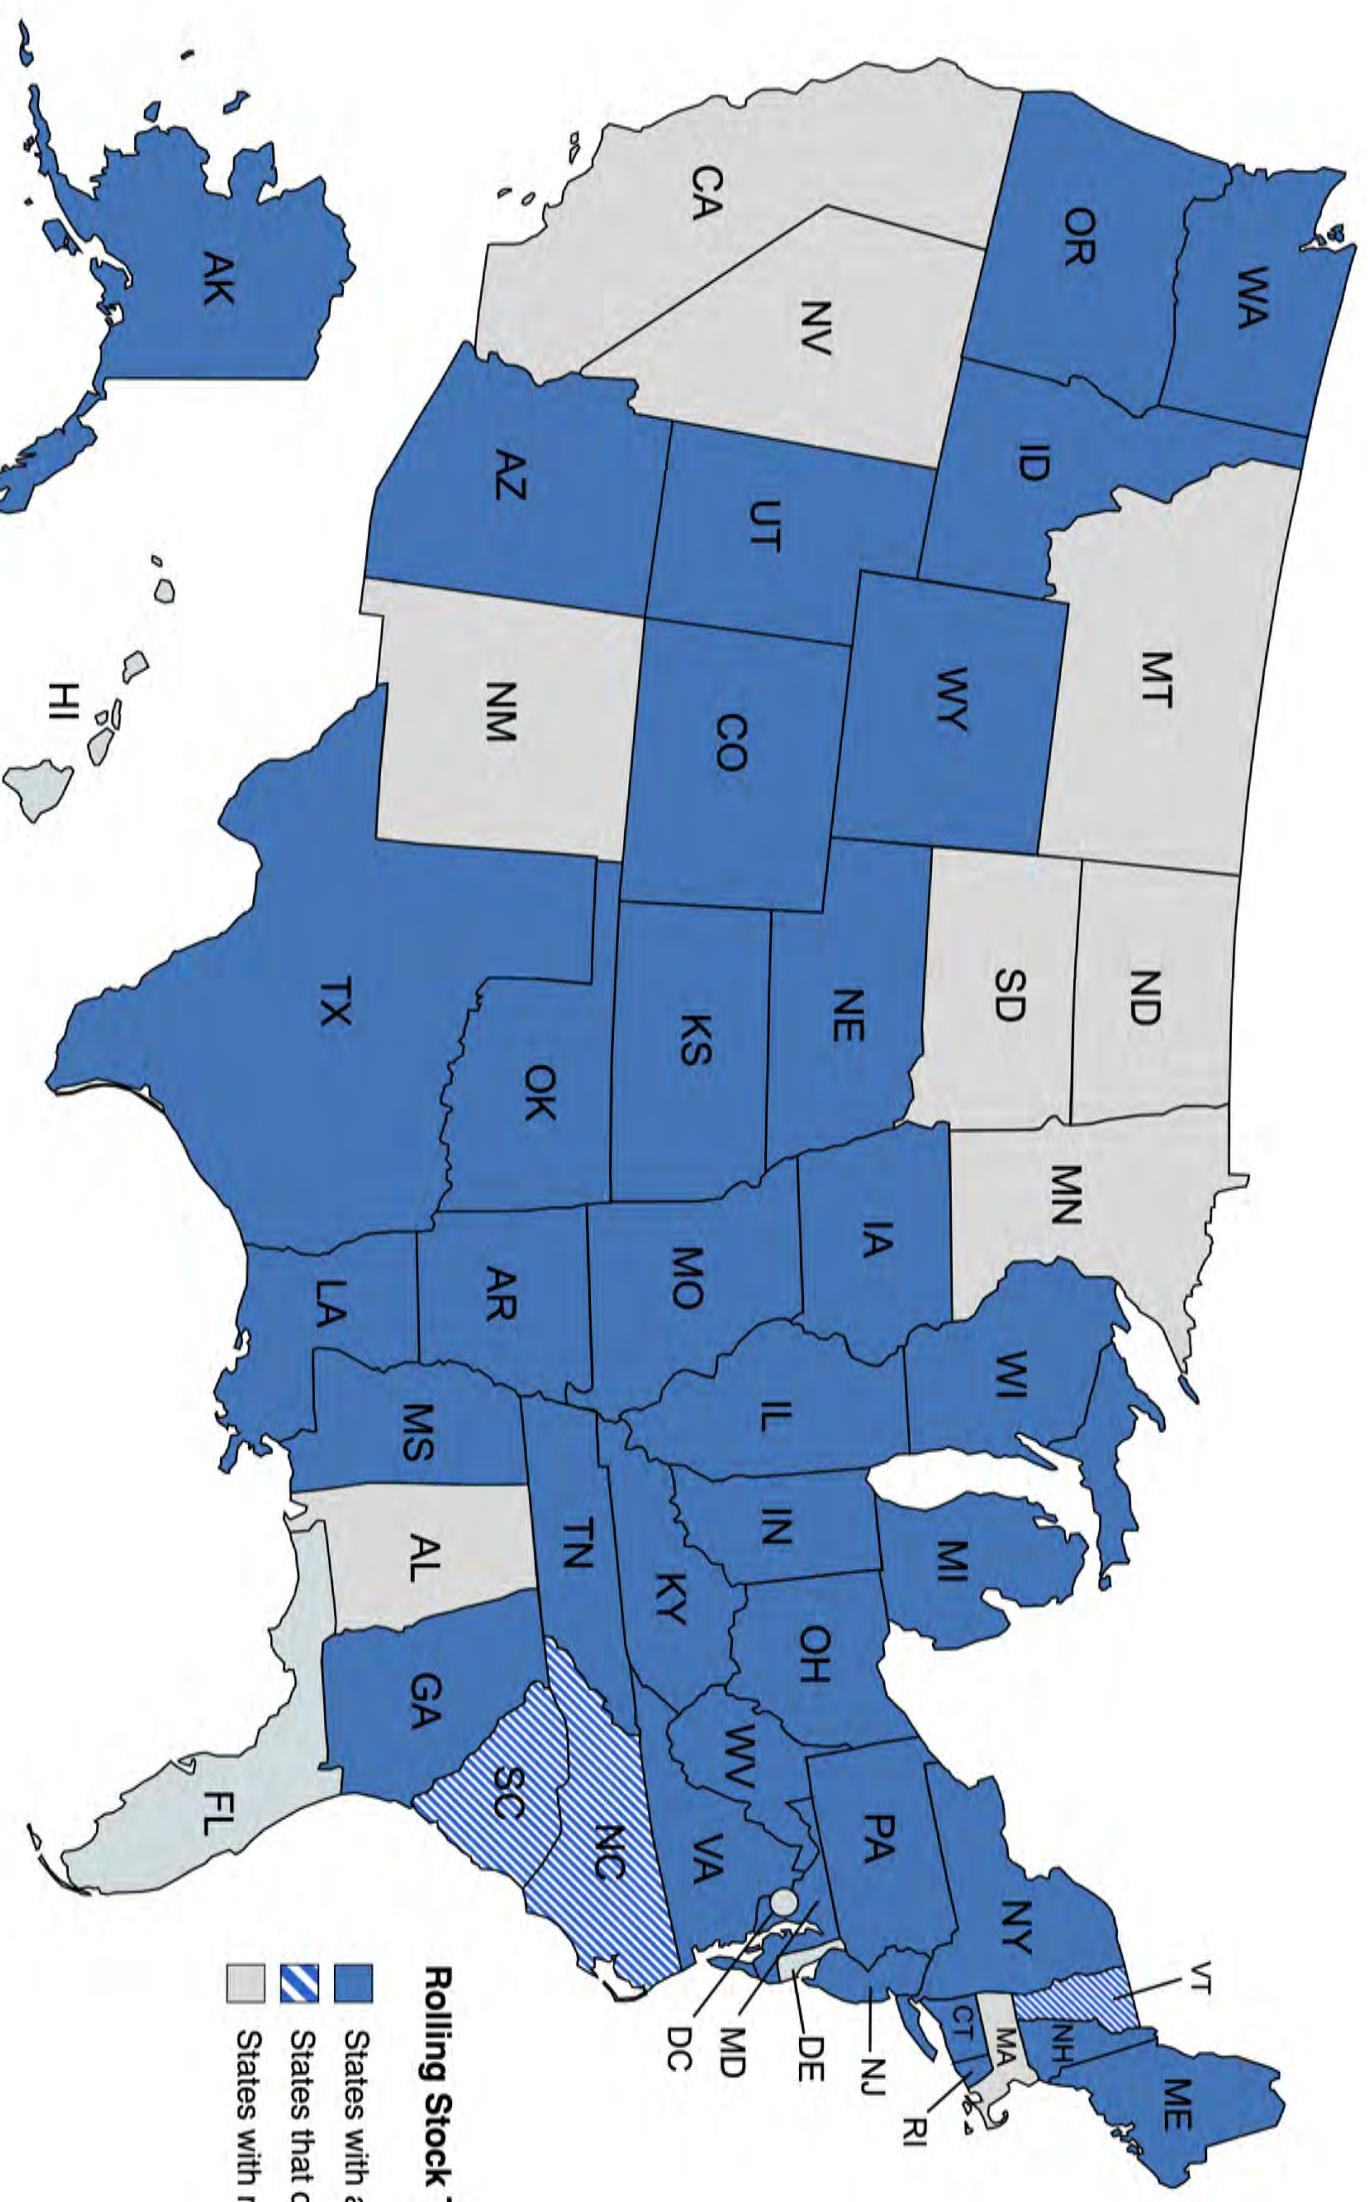 WA
OR
CA
NV
ID
MT
WY
UT
AZ
CO
NM
ND
SD
NE
KS
OK
TX
MN
IA
MO
AR
LA
WI
IL
MS
MI
IN
OH
KY
TN
AL
GA
FL
SC
NC
WV
VA
PA
NY
VT
NH
ME
MA
CT
RI
NJ
DE
MD
DC
AK
HI
Rolling Stock
States with a
States that
States with